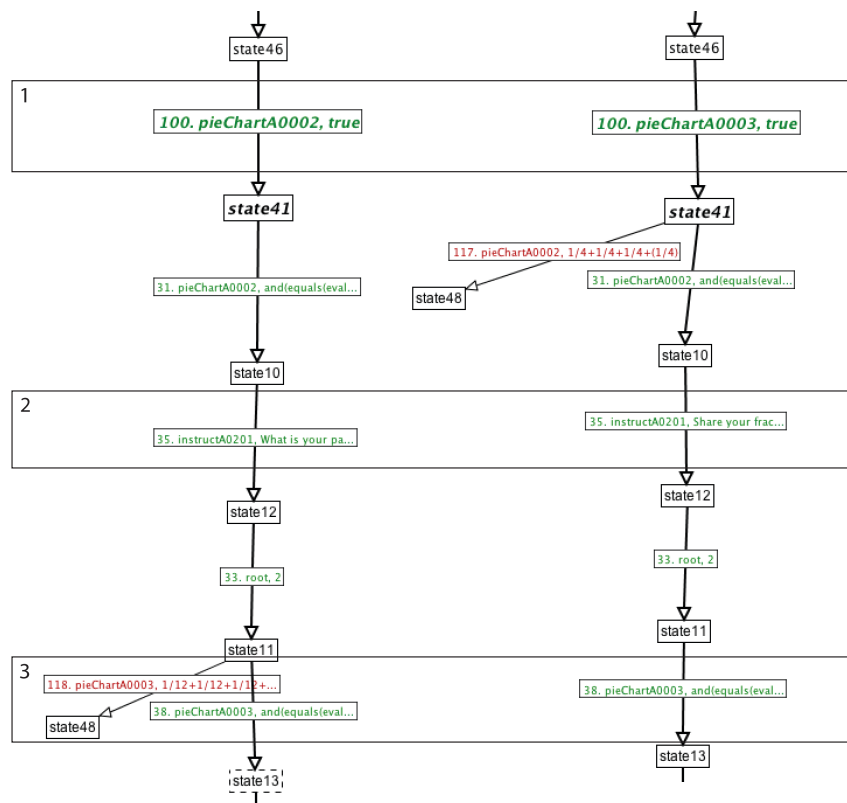 state46
state46
1
100. pieChartA0002, true
100. pieChartA0003, true
state41
state41
117. pieChartA0002, 1/4+1/4+1/4+(1/4)
31. pieChartA0002, and(equals(eval...
31. pieChartA0002, and(equals(eval...
state48
state10
state10
2
35. instructA0201, What is your pa...
35. instructA0201, Share your frac...
state12
state12
33. root, 2
33. root, 2
state11
state11
3
118. pieChartA0003, 1/12+1/12+1/12+...
38. pieChartA0003, and(equals(eval...
38. pieChartA0003, and(equals(eval...
state48
state13
state13